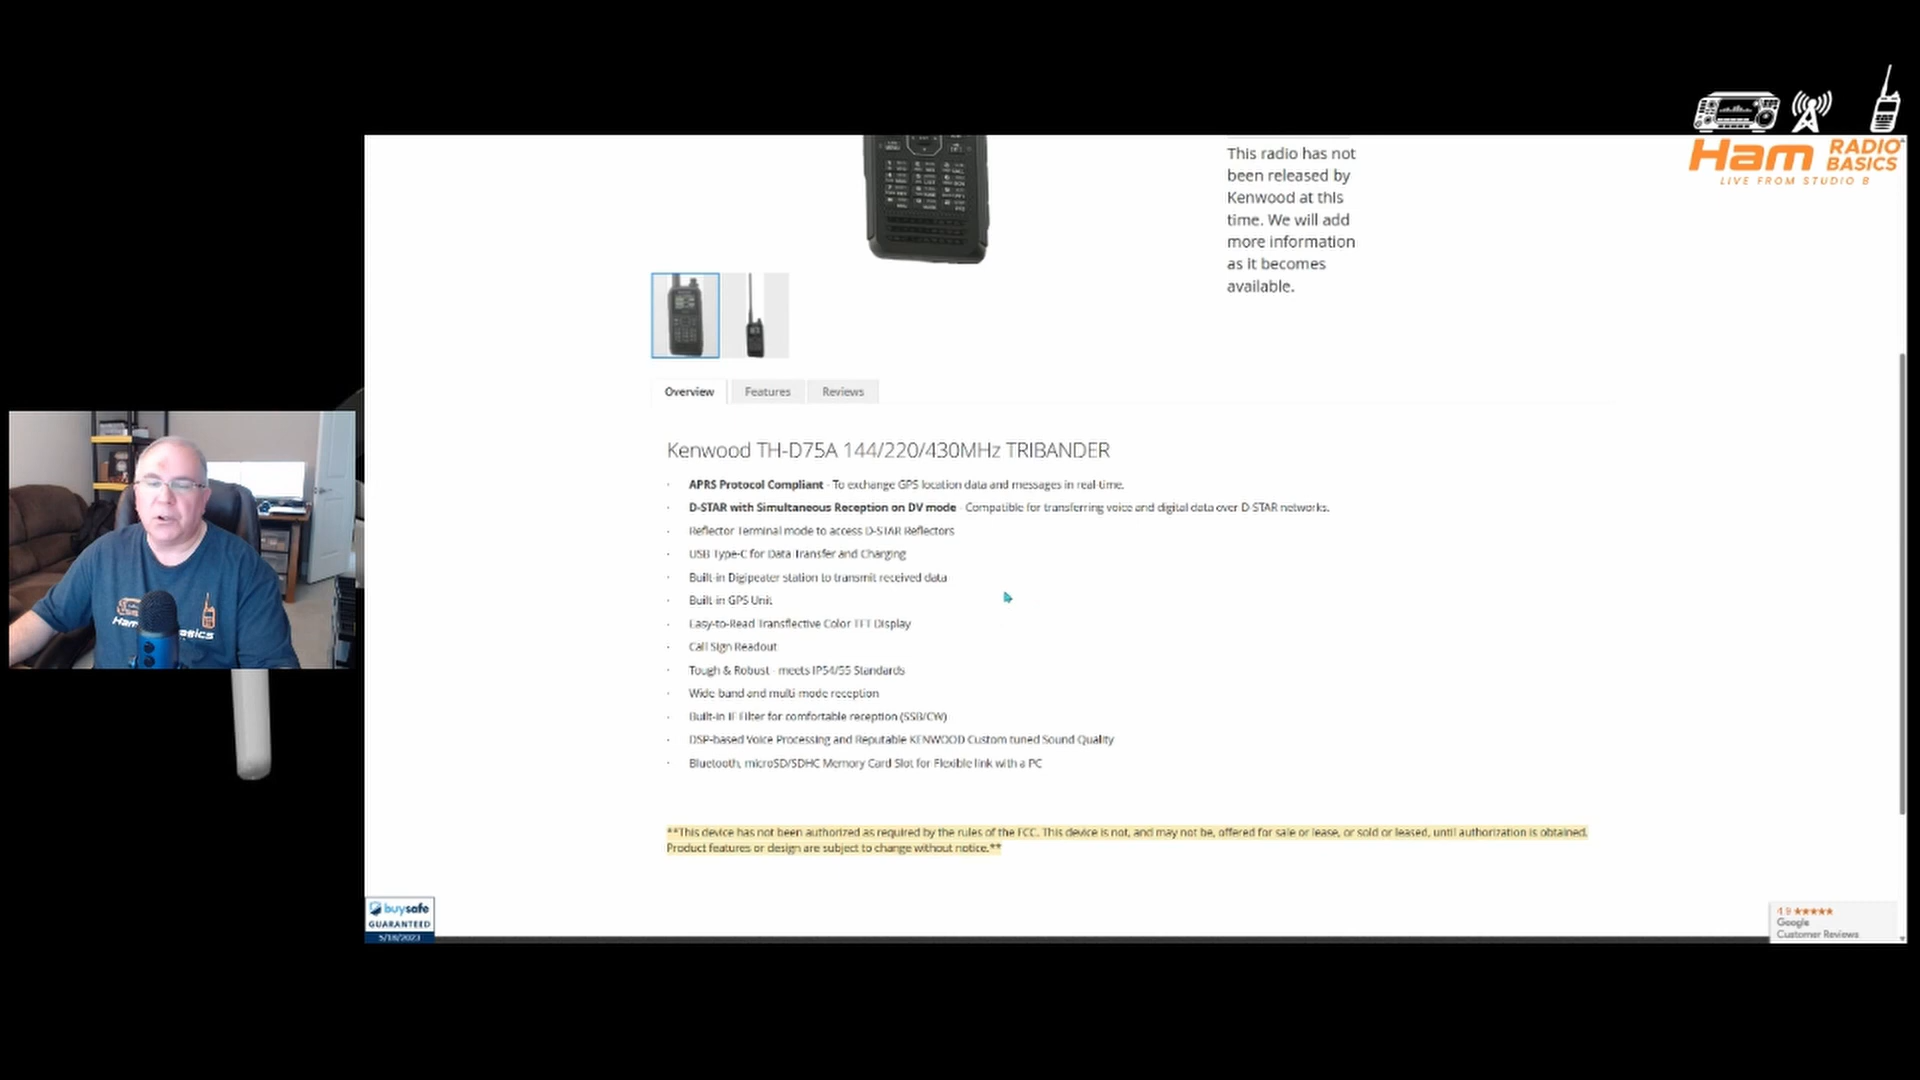 Ham RADIO BASICS
LIVE FROM STUDIO B
This radio has not
been released by
Kenwood at this
time. We will add
more information
as it becomes
available.
Overview Features Reviews
Kenwood TH-D75A 144/220/430MHz TRIBANDER
· APRS Protocol Compliant - To exchange GPS location data and messages in real-time.
· D-STAR with Simultaneous Reception on DV mode - Compatible for transferring voice and digital data over D-STAR networks.
· Reflector Terminal mode to access D-STAR Reflectors
· USB Type-C for Data Transfer and Charging
· Built-in Digipeater station to transmit received data
· Built-in GPS Unit
· Easy-to-Read Transflective Color TFT Display
· Call Sign Readout
· Tough & Robust - meets IP54/55 Standards
· Wide-band and multi-mode reception
· Built-in IF Filter for comfortable reception (SSB/CW)
· DSP-based Voice Processing and Reputable KENWOOD Custom tuned Sound Quality
· Bluetooth, microSD/SDHC Memory Card Slot for Flexible link with a PC
**This device has not been authorized as required by the rules of the FCC. This device is not, and may not be, offered for sale or lease, or sold or leased, until authorization is obtained.
Product features or design are subject to change without notice.**
buysafe
GUARANTEED
5/18/2023
4.9 ★★★★★
Google
Customer Reviews